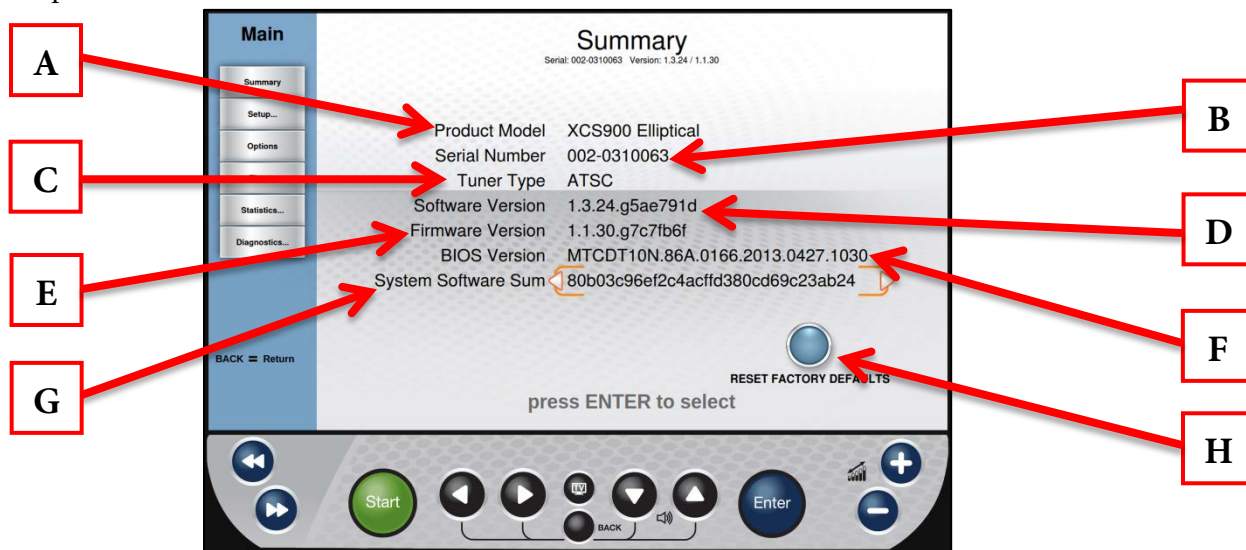 Main
Summary
Serial: 002-0310063 Version: 1.3.24 / 1.1.30
A
Summary
Setup...
Options
Statistics...
Diagnostics...
BACK = Return
Product Model XCS900 Elliptical
Serial Number 002-0310063
Tuner Type ATSC
Software Version 1.3.24.g5ae791d
Firmware Version 1.1.30.g7c7fb6f
BIOS Version MTCDT10N.86A.0166.2013.0427.1030
System Software Sum 80b03c96ef2c4acffd380cd69c23ab24
RESET FACTORY DEFAULTS
press ENTER to select
B
C
D
E
F
G
H
Start
TV
BACK
Enter